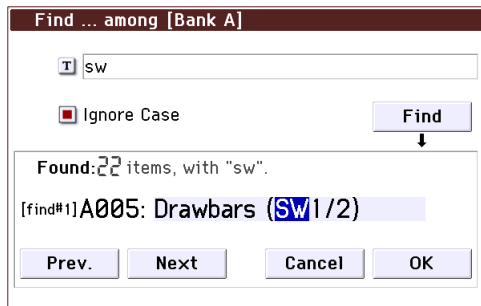 Find ... among [Bank A]
T sw
Ignore Case
Find
Found:22 items, with "sw".
[find#1]A005: Drawbars (SW1/2)
Prev.
Next
Cancel
OK